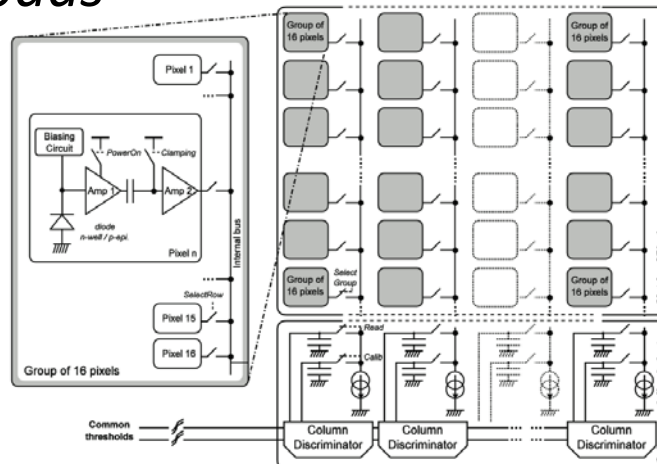 Group of
16 pixels
Group of
16 pixels
Pixel 1
Biasing
Circuit
PowerOn
Clamping
Amp 1
Amp 2
diode
n-well / p-epi.
Pixel n
Internal bus
SelectRow
Pixel 15
Pixel 16
Group of 16 pixels
Group of
16 pixels
Select
Group
Group of
16 pixels
Read
Calib
Common
thresholds
Column
Discriminator
Column
Discriminator
Column
Discriminator